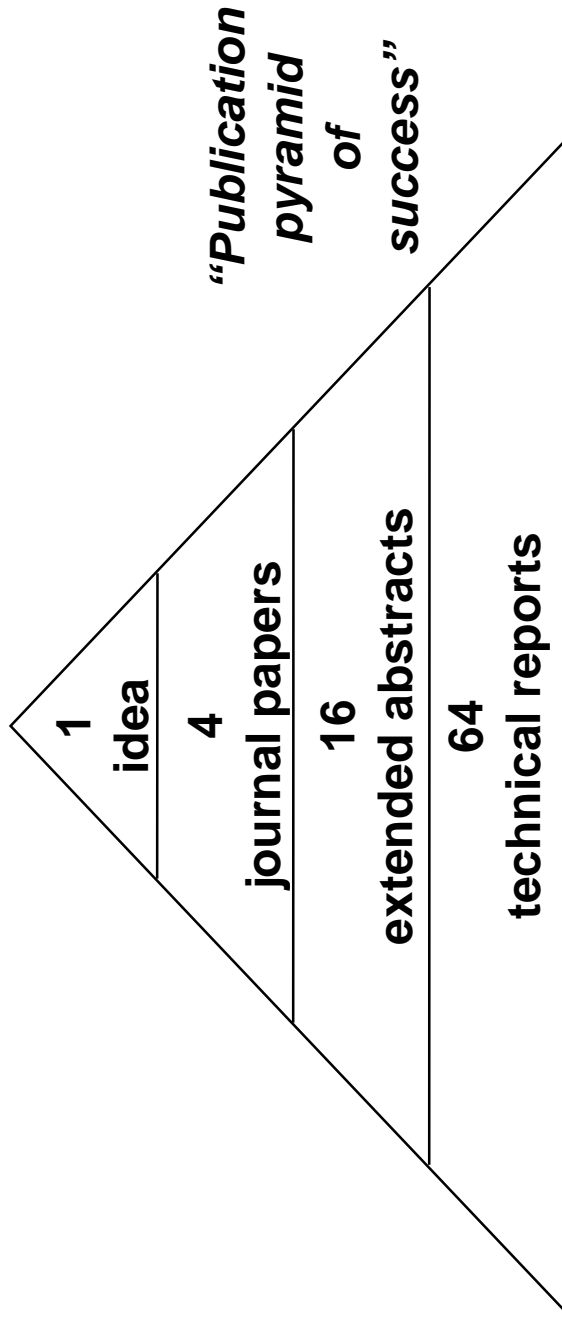 “Publication
pyramid
of
success”
1
idea
4
journal papers
16
extended abstracts
64
technical reports